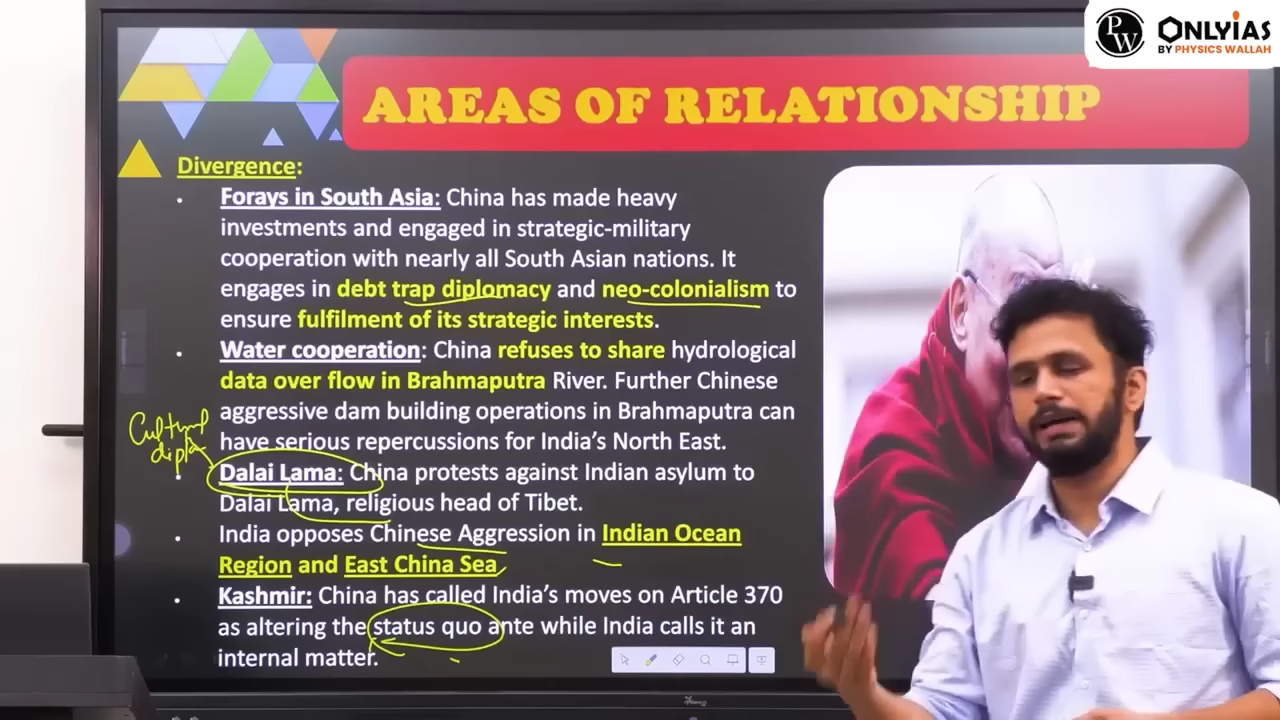 PW
ONLYIAS
BY PHYSICS WALLAH
AREAS OF RELATIONSHIP
Divergence:
• Forays in South Asia: China has made heavy
investments and engaged in strategic-military
cooperation with nearly all South Asian nations. It
engages in debt trap diplomacy and neo-colonialism to
ensure fulfilment of its strategic interests.
• Water cooperation: China refuses to share hydrological
data over flow in Brahmaputra River. Further Chinese
aggressive dam building operations in Brahmaputra can
have serious repercussions for India's North East.
Cultural
• Dalai Lama: China protests against Indian asylum to
Dalai Lama, religious head of Tibet.
• India opposes Chinese Aggression in Indian Ocean
Region and East China Sea
• Kashmir: China has called India's moves on Article 370
as altering the status quo ante while India calls it an
internal matter.